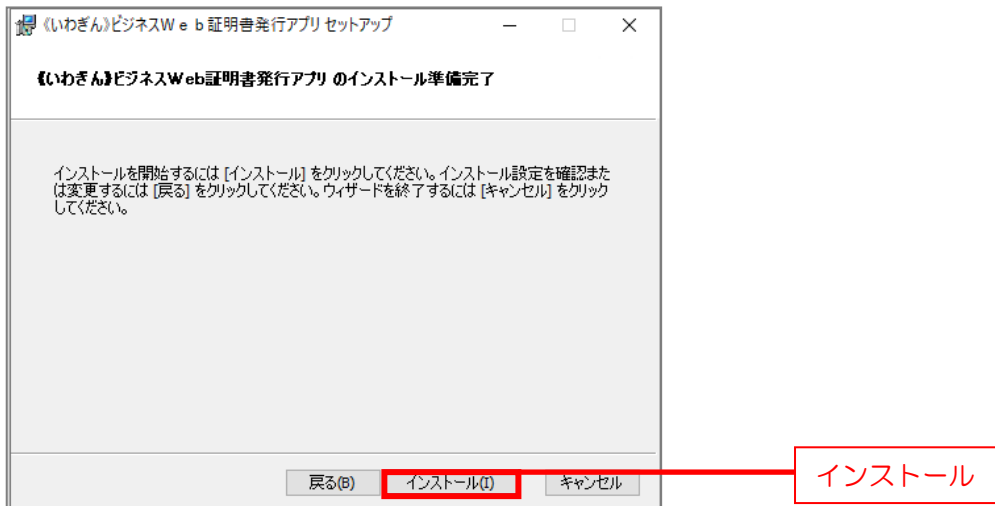 《いわぎん》ビジネスWeb証明書発行アプリ セットアップ
《いわぎん》ビジネスWeb証明書発行アプリ のインストール準備完了
インストールを開始するには [インストール] をクリックしてください。インストール設定を確認また
は変更するには [戻る] をクリックしてください。ウィザードを終了するには [キャンセル] をクリック
してください。
戻る(B) インストール(I) キャンセル
インストール